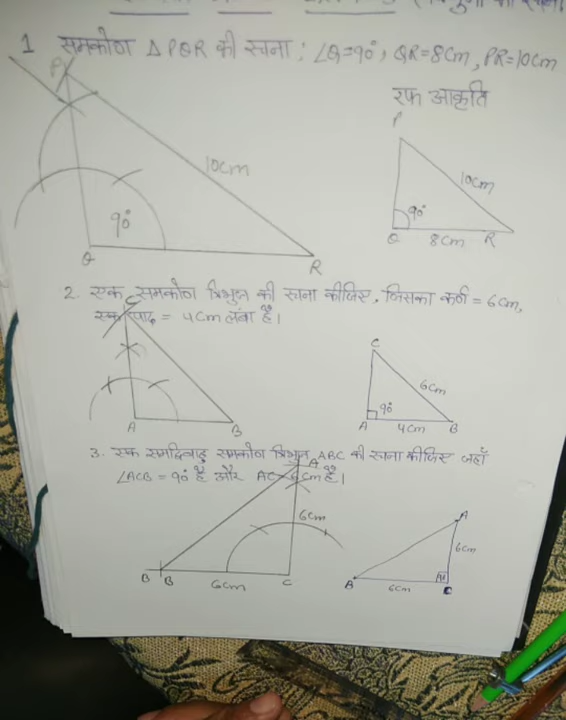 1 समकोण △PQR की रचना : ∠Q=90°, QR=8cm, PR=10cm
रफ आकृति
P
10cm
90°
Q
R
P
10cm
90°
Q 8cm R
2. एक समकोण त्रिभुज की रचना कीजिए, जिसका कर्ण = 6cm,
एक पाद = 4cm लंबा है।
C
A
B
C
6cm
90°
A 4cm B
3. एक समद्विबाहु समकोण त्रिभुज ABC की रचना कीजिए जहाँ
∠ACB = 90° है और AC = 6cm है।
A
6cm
B B 6cm C
A
6cm
B 6cm C